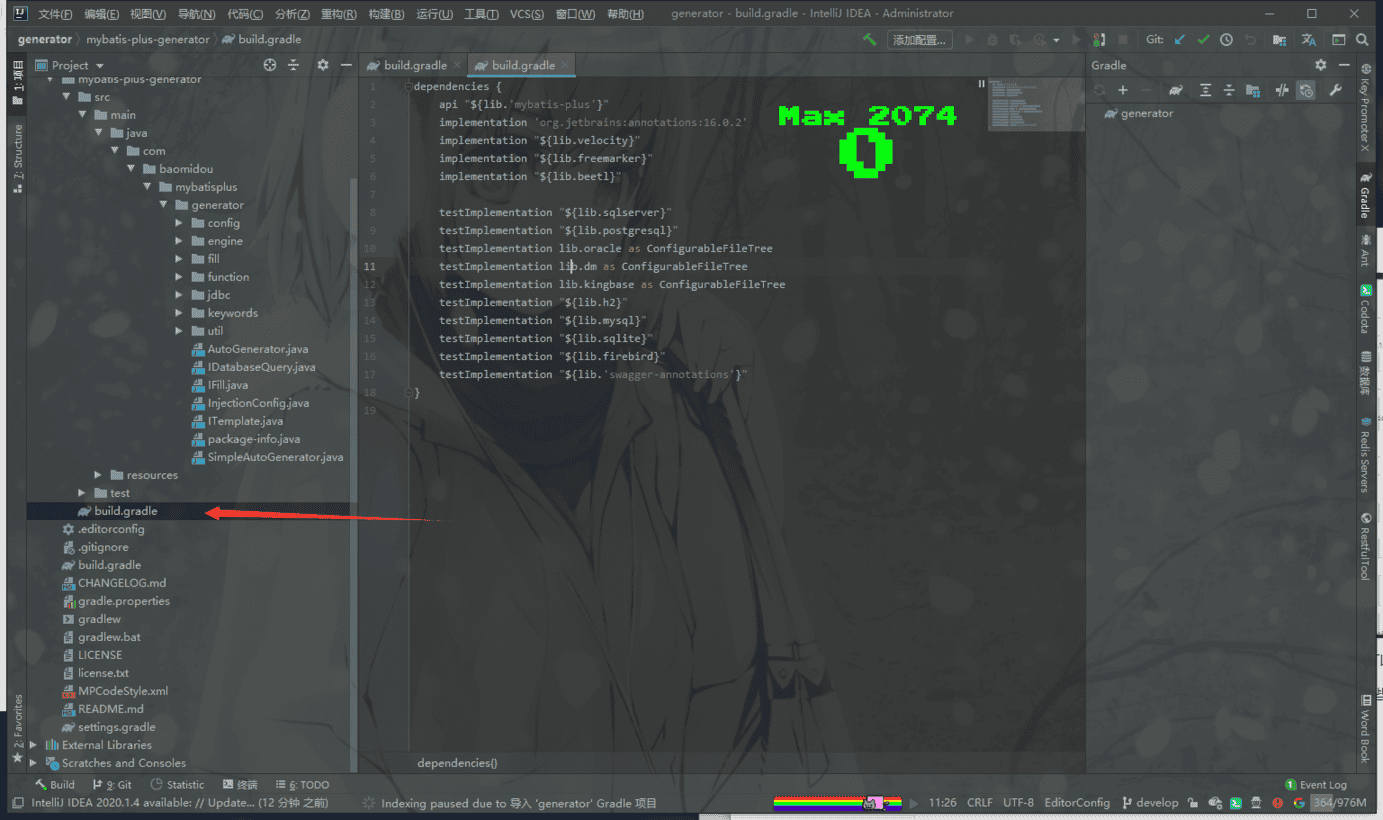 文件(F) 编辑(E) 视图(V) 导航(N) 代码(C) 分析(Z) 重构(R) 构建(B) 运行(U) 工具(T) VCS(S) 窗口(W) 帮助(H) generator - build.gradle - IntelliJ IDEA - Administrator
generator mybatis-plus-generator build.gradle 添加配置... Git:
Project
mybatis-plus-generator
src
main
java
com
baomidou
mybatisplus
generator
config
engine
fill
function
jdbc
keywords
util
AutoGenerator.java
IDatabaseQuery.java
IFill.java
InjectionConfig.java
ITemplate.java
package-info.java
SimpleAutoGenerator.java
resources
test
build.gradle
.editorconfig
.gitignore
build.gradle
CHANGELOG.md
gradle.properties
gradlew
gradlew.bat
LICENSE
license.txt
MPCodeStyle.xml
README.md
settings.gradle
External Libraries
Scratches and Consoles
1: 项目
7: Structure
2: Favorites
build.gradle build.gradle
1 dependencies {
2 api "${lib.'mybatis-plus'}"
3 implementation 'org.jetbrains:annotations:16.0.2'
4 implementation "${lib.velocity}"
5 implementation "${lib.freemarker}"
6 implementation "${lib.beetl}"
7
8 testImplementation "${lib.sqlserver}"
9 testImplementation "${lib.postgresql}"
10 testImplementation lib.oracle as ConfigurableFileTree
11 testImplementation lib.dm as ConfigurableFileTree
12 testImplementation lib.kingbase as ConfigurableFileTree
13 testImplementation "${lib.h2}"
14 testImplementation "${lib.mysql}"
15 testImplementation "${lib.sqlite}"
16 testImplementation "${lib.firebird}"
17 testImplementation "${lib.'swagger-annotations'}"
18 }
19
Max 2074
0
dependencies{}
Gradle
generator
Key Promoter X
Gradle
Ant
Codota
数据库
Redis Servers
RestfulTool
Word Book
Build 9: Git Statistic 终端 6: TODO 1 Event Log
IntelliJ IDEA 2020.1.4 available: // Update... (12 分钟 之前) Indexing paused due to 导入 'generator' Gradle 项目 11:26 CRLF UTF-8 EditorConfig develop 364/976M